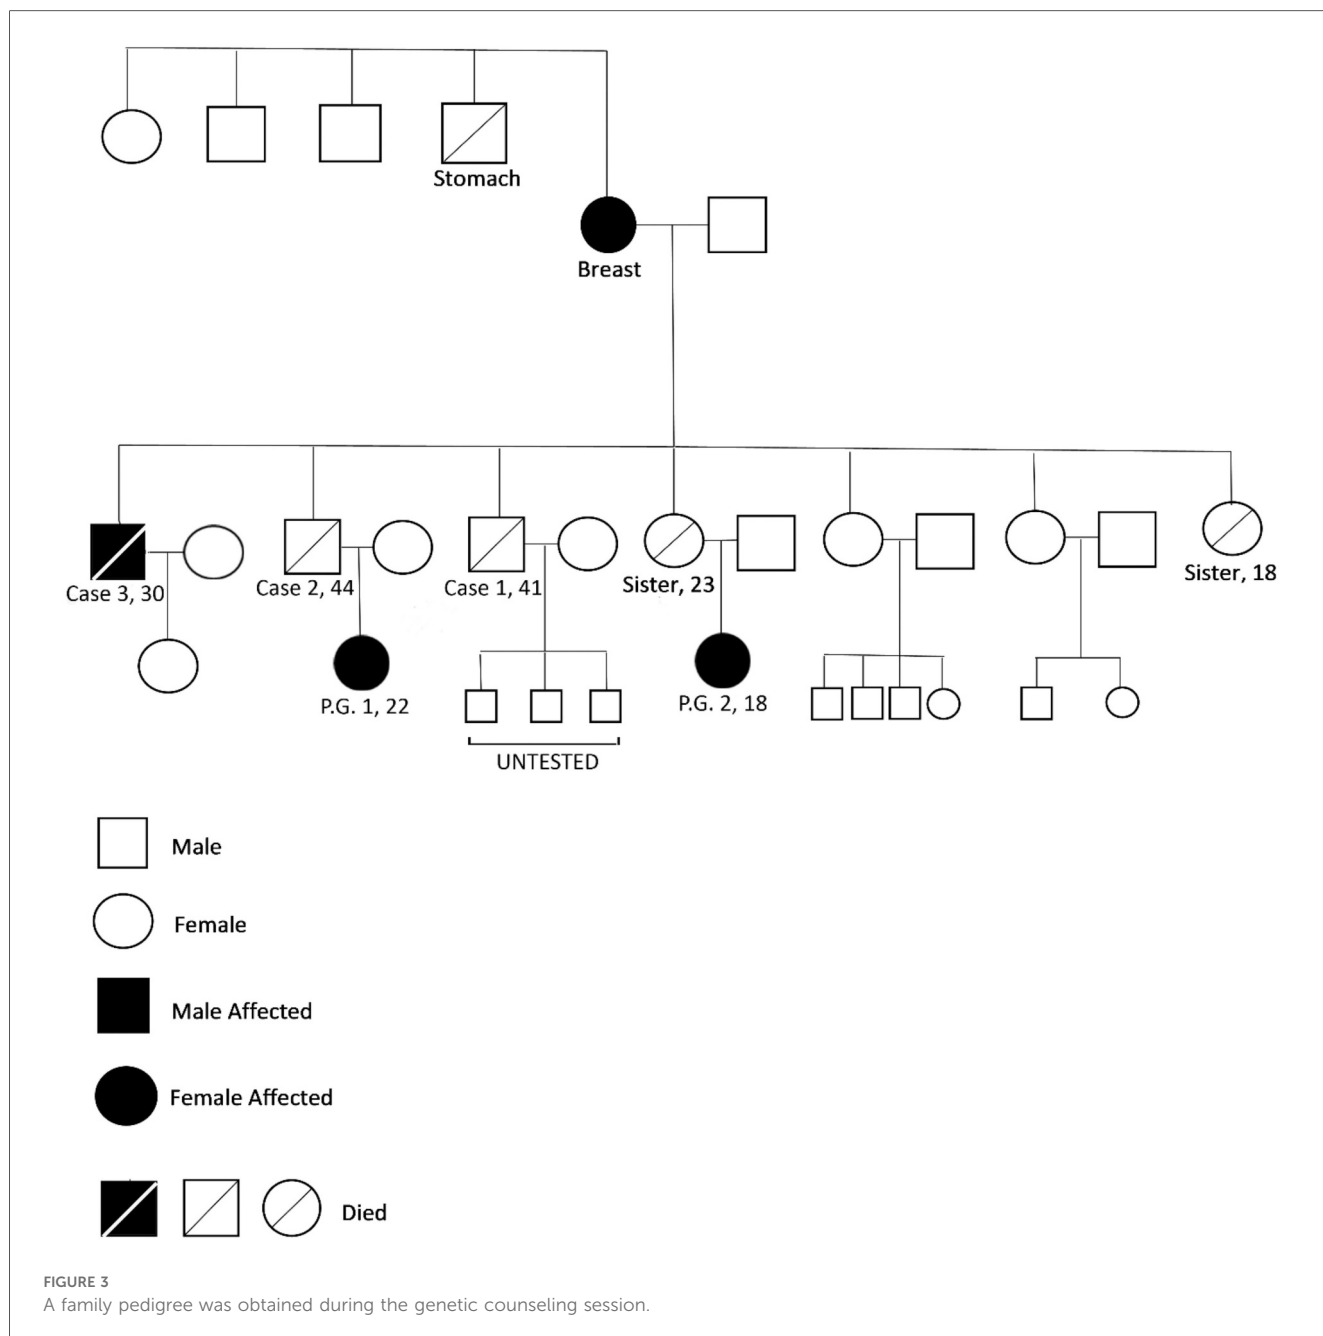 Stomach
Breast
Case 3, 30
Case 2, 44
Case 1, 41
Sister, 23
Sister, 18
P.G. 1, 22
P.G. 2, 18
UNTESTED
Male
Female
Male Affected
Female Affected
Died
FIGURE 3
A family pedigree was obtained during the genetic counseling session.